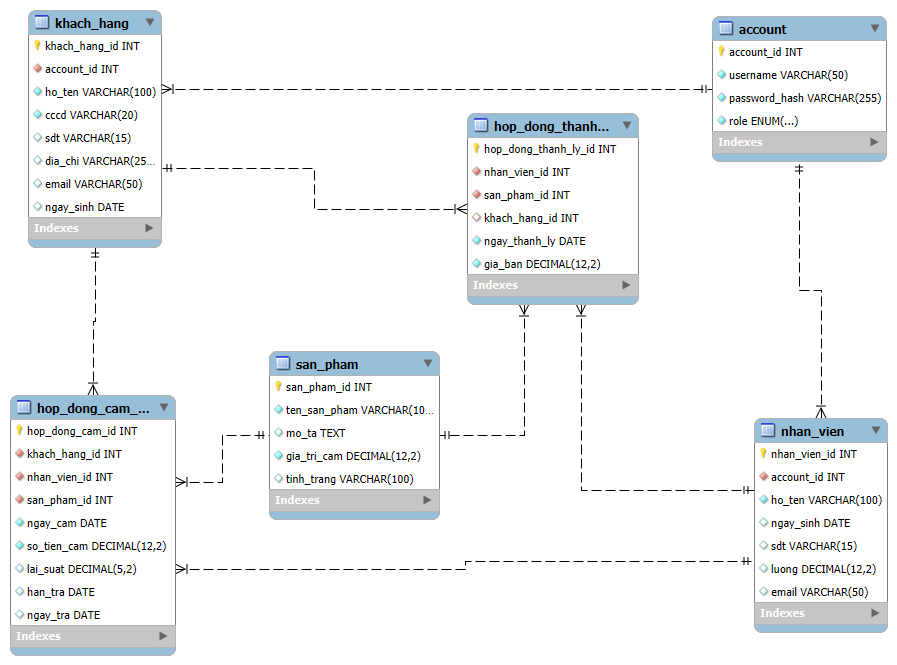 khach_hang
khach_hang_id INT
account_id INT
ho_ten VARCHAR(100)
cccd VARCHAR(20)
sdt VARCHAR(15)
dia_chi VARCHAR(25...
email VARCHAR(50)
ngay_sinh DATE
Indexes
account
account_id INT
username VARCHAR(50)
password_hash VARCHAR(255)
role ENUM(...)
Indexes
hop_dong_thanh...
hop_dong_thanh_ly_id INT
nhan_vien_id INT
san_pham_id INT
khach_hang_id INT
ngay_thanh_ly DATE
gia_ban DECIMAL(12,2)
Indexes
san_pham
san_pham_id INT
ten_san_pham VARCHAR(10...
mo_ta TEXT
gia_tri_cam DECIMAL(12,2)
tinh_trang VARCHAR(100)
Indexes
hop_dong_cam_...
hop_dong_cam_id INT
khach_hang_id INT
nhan_vien_id INT
san_pham_id INT
ngay_cam DATE
so_tien_cam DECIMAL(12,2)
lai_suat DECIMAL(5,2)
han_tra DATE
ngay_tra DATE
Indexes
nhan_vien
nhan_vien_id INT
account_id INT
ho_ten VARCHAR(100)
ngay_sinh DATE
sdt VARCHAR(15)
luong DECIMAL(12,2)
email VARCHAR(50)
Indexes